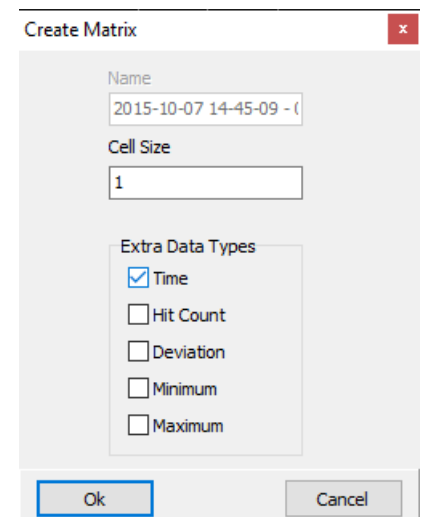 Create Matrix
x
Name
2015-10-07 14-45-09 - (
Cell Size
1
Extra Data Types
Time
Hit Count
Deviation
Minimum
Maximum
Ok
Cancel